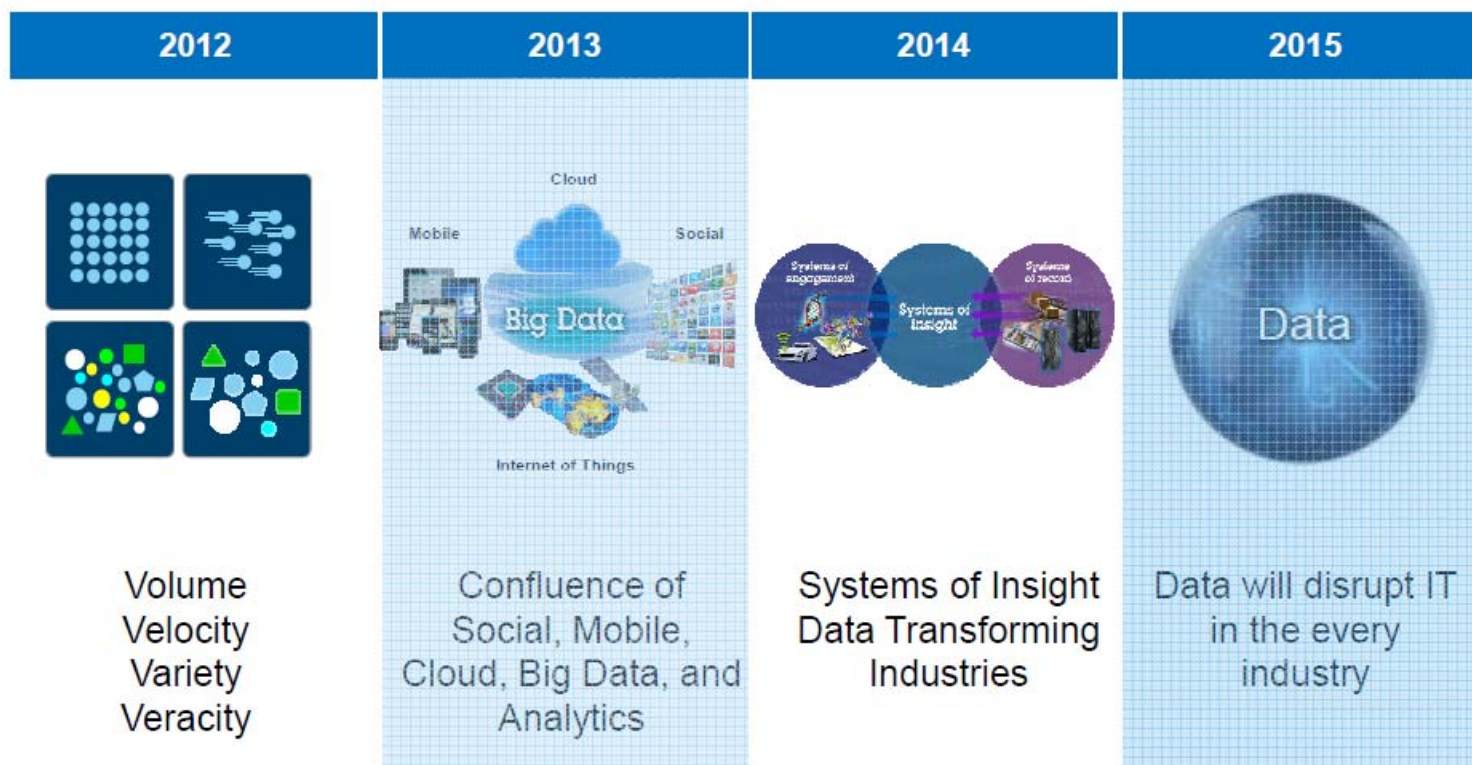 2012
2013
2014
2015
Cloud
Mobile
Social
Big Data
Internet of Things
Systems of
engagement
Systems of
insight
Systems
of record
Data
Volume
Velocity
Variety
Veracity
Confluence of
Social, Mobile,
Cloud, Big Data, and
Analytics
Systems of Insight
Data Transforming
Industries
Data will disrupt IT
in the every
industry